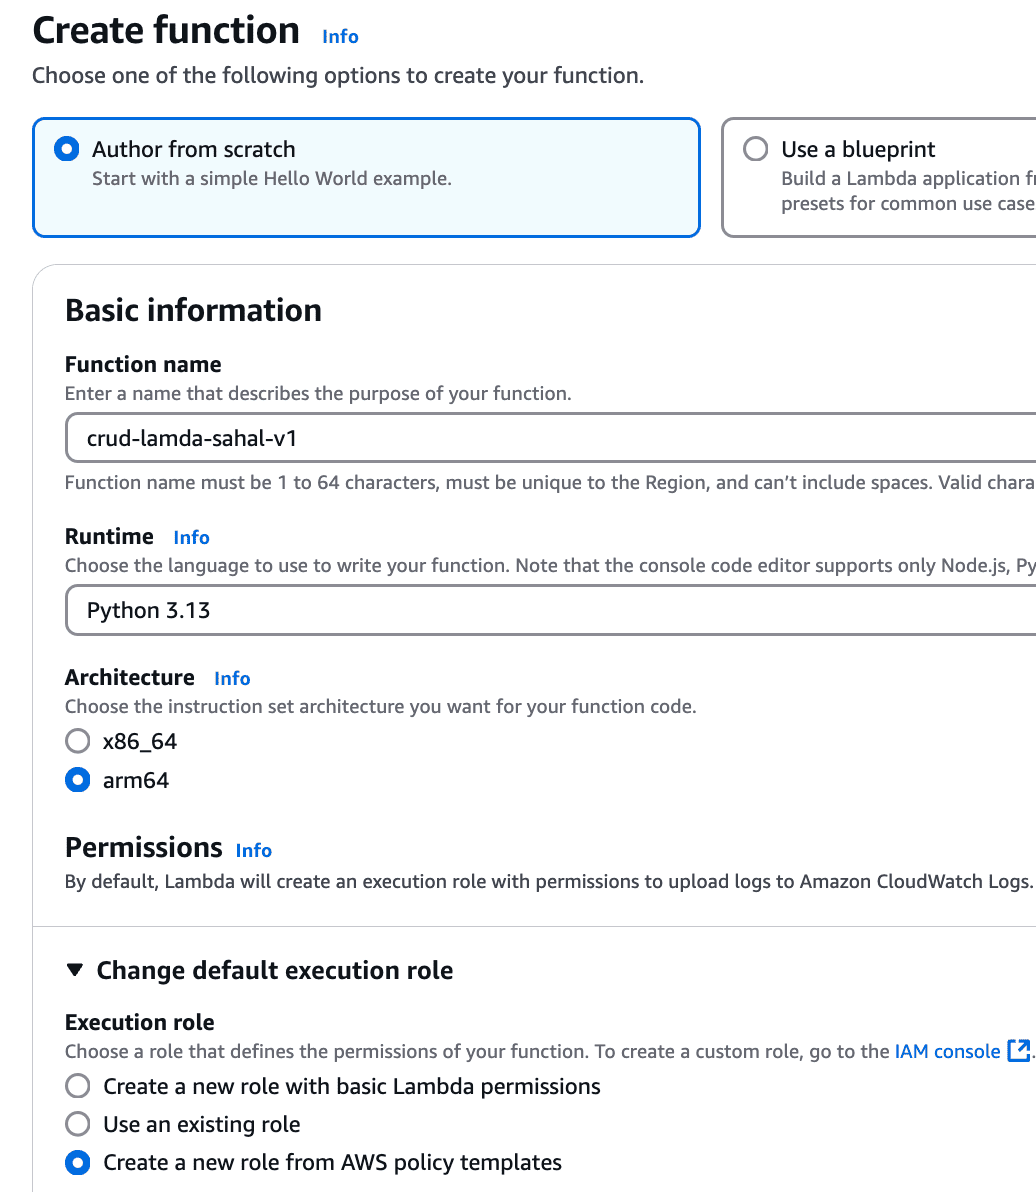 Create function Info
Choose one of the following options to create your function.
Author from scratch
Start with a simple Hello World example.
Use a blueprint
Build a Lambda application
presets for common use case
Basic information
Function name
Enter a name that describes the purpose of your function.
crud-lamda-sahal-v1
Function name must be 1 to 64 characters, must be unique to the Region, and can’t include spaces. Valid
Runtime Info
Choose the language to use to write your function. Note that the console code editor supports only Node.js,
Python 3.13
Architecture Info
Choose the instruction set architecture you want for your function code.
x86_64
arm64
Permissions Info
By default, Lambda will create an execution role with permissions to upload logs to Amazon CloudWatch Logs.
Change default execution role
Execution role
Choose a role that defines the permissions of your function. To create a custom role, go to the IAM console.
Create a new role with basic Lambda permissions
Use an existing role
Create a new role from AWS policy templates